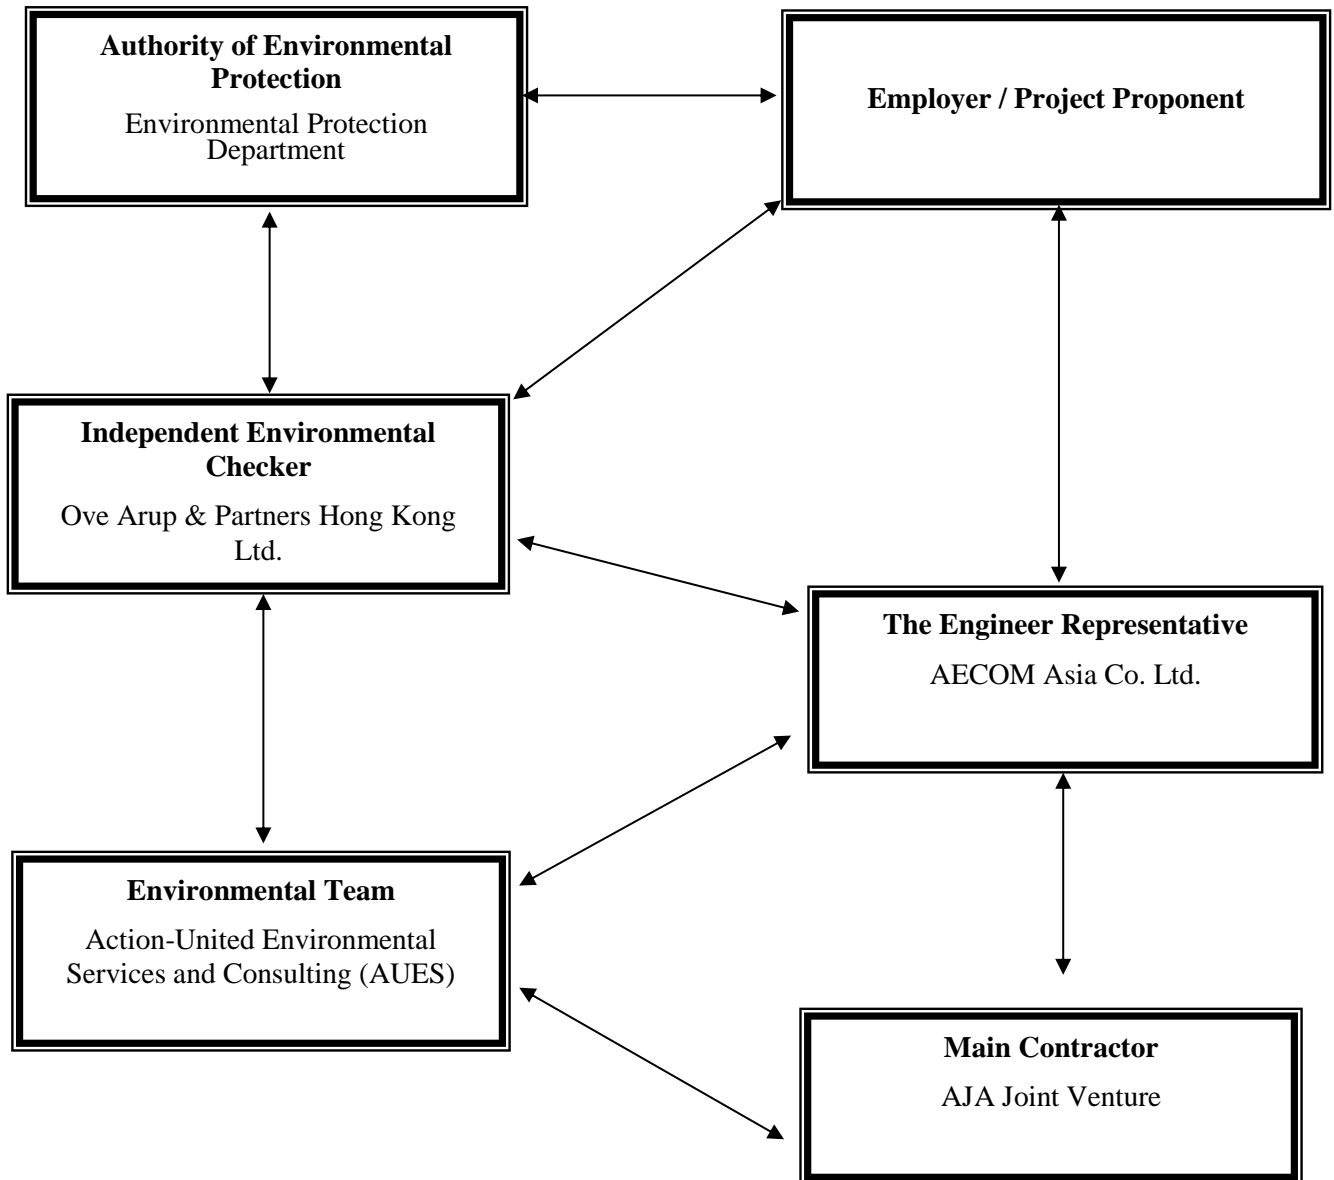 Authority of Environmental
Protection
Environmental Protection
Department
Employer / Project Proponent
Independent Environmental
Checker
Ove Arup & Partners Hong Kong
Ltd.
The Engineer Representative
AECOM Asia Co. Ltd.
Environmental Team
Action-United Environmental
Services and Consulting (AUES)
Main Contractor
AJA Joint Venture